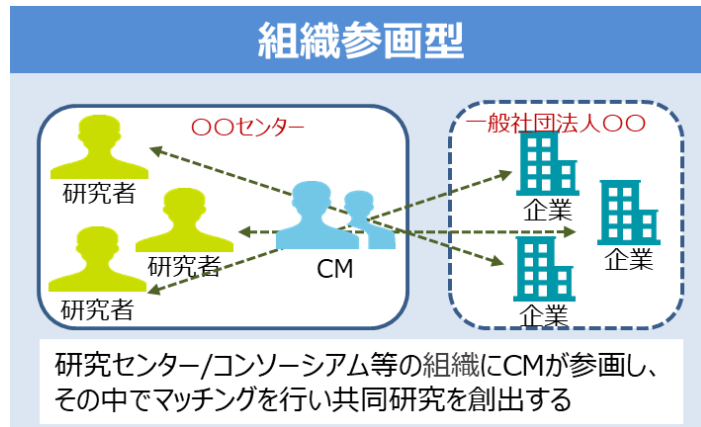 組織参画型
〇〇センター
一般社団法人〇〇
研究者
研究者
研究者
CM
企業
企業
企業
研究センター/コンソーシアム等の組織にCMが参画し、
その中でマッチングを行い共同研究を創出する